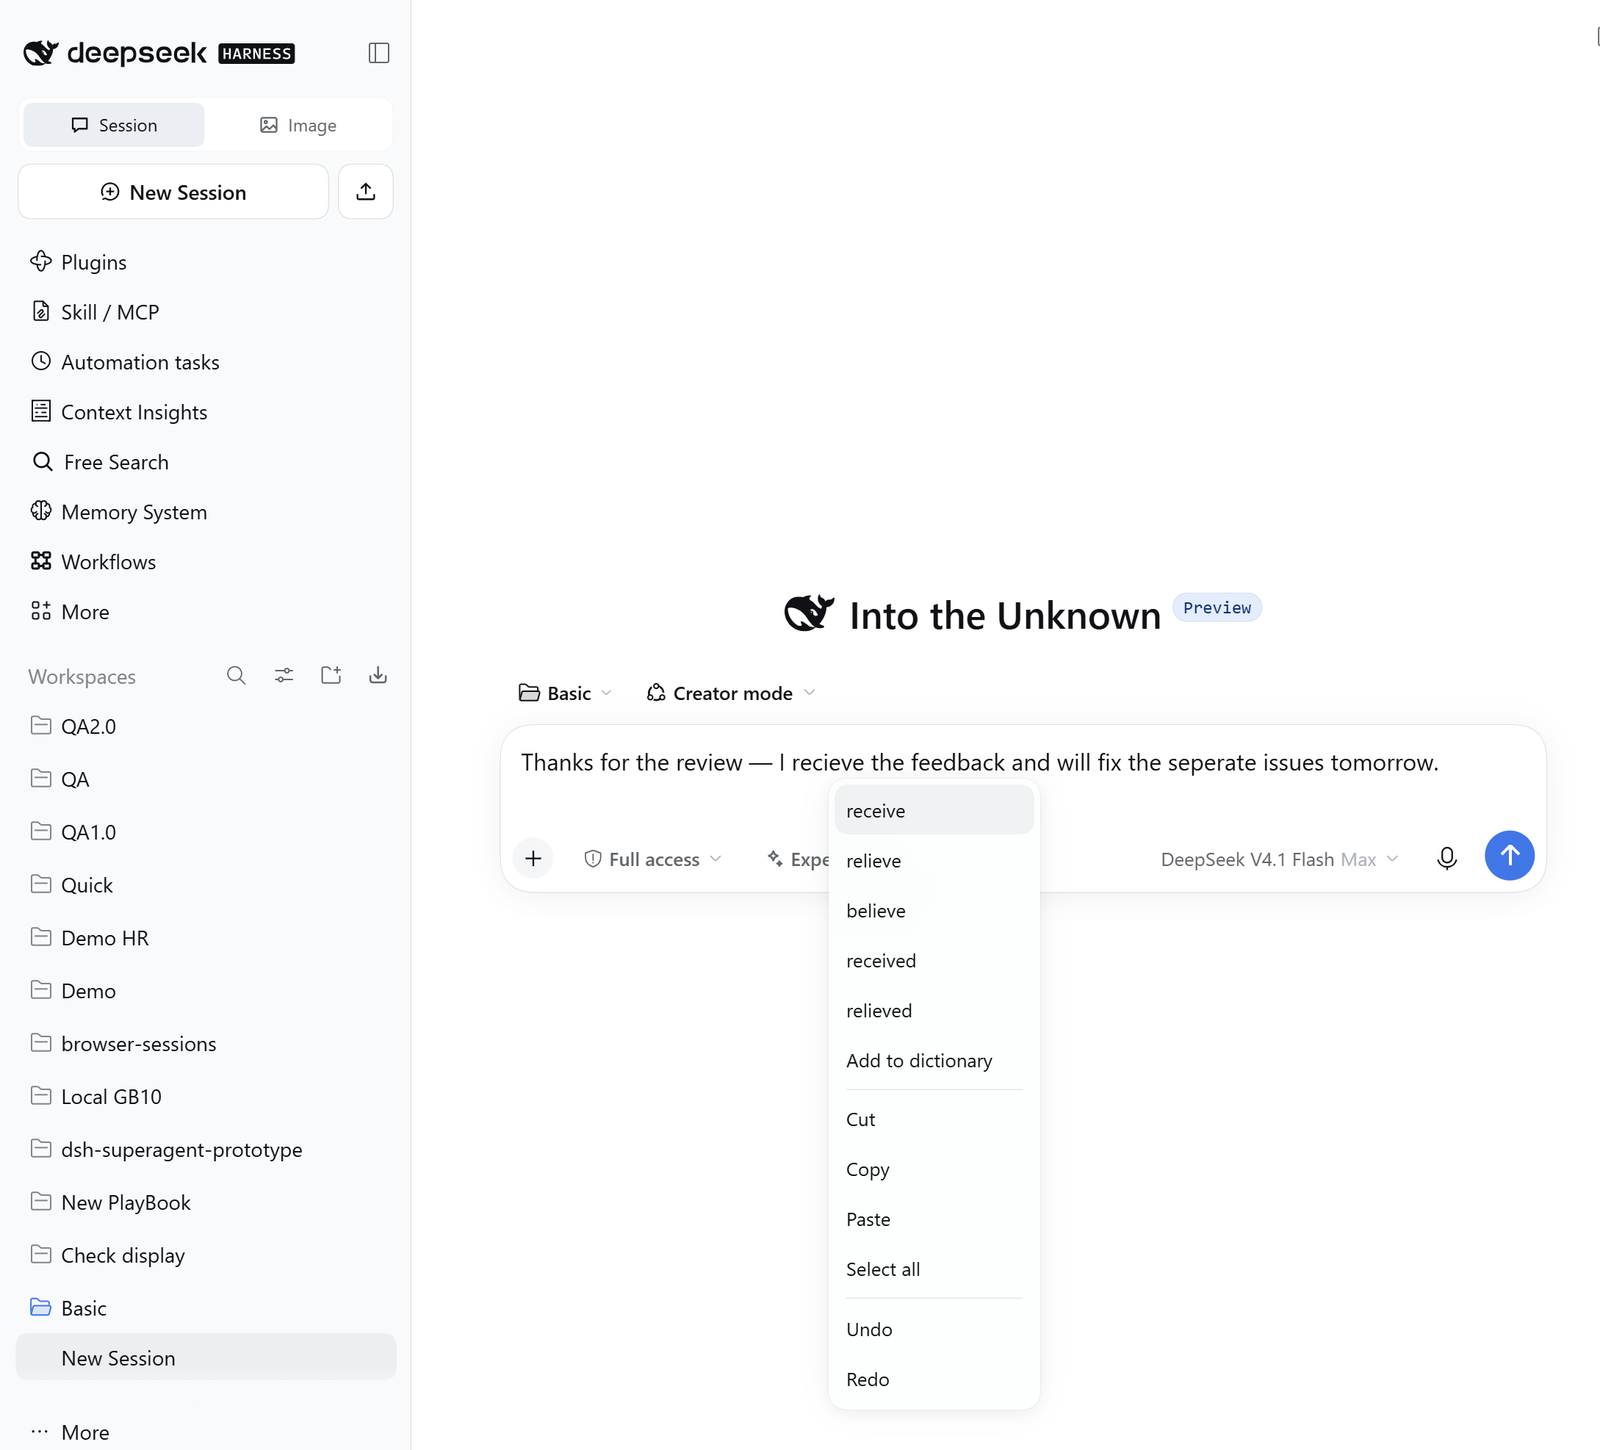 deepseek HARNESS
Session
Image
New Session
Plugins
Skill / MCP
Automation tasks
Context Insights
Free Search
Memory System
Workflows
More
Workspaces
QA2.0
QA
QA1.0
Quick
Demo HR
Demo
browser-sessions
Local GB10
dsh-superagent-prototype
New PlayBook
Check display
Basic
New Session
More
Into the Unknown Preview
Basic
Creator mode
Thanks for the review — I recieve the feedback and will fix the seperate issues tomorrow.
Full access
Expe
DeepSeek V4.1 Flash Max
receive
relieve
believe
received
relieved
Add to dictionary
Cut
Copy
Paste
Select all
Undo
Redo